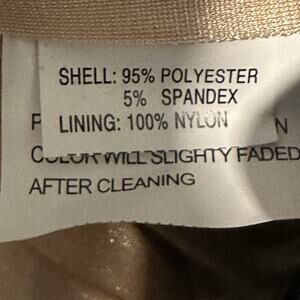 SHELL: 95% POLYESTER
5% SPANDEX
LINING: 100% NYLON
COLOR WILL SLIGHTY FADED
AFTER CLEANING